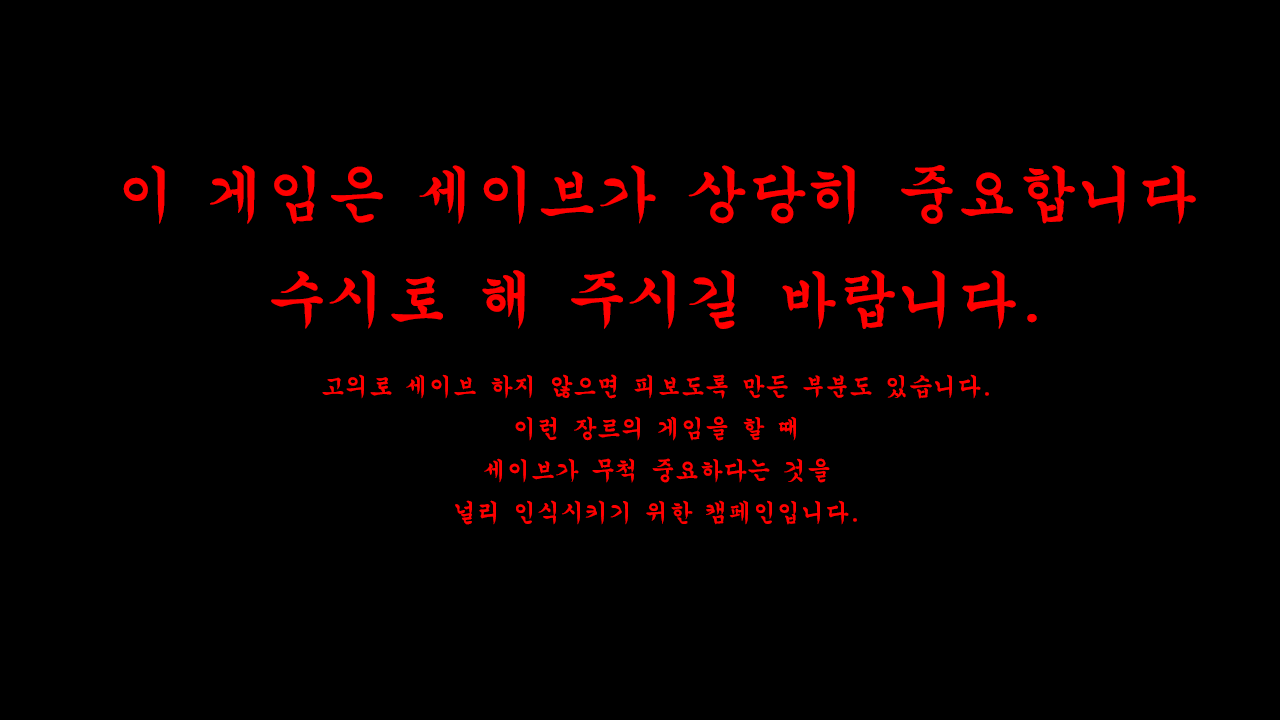 이 게임은 세이브가 상당히 중요합니다
수시로 해 주시길 바랍니다.
고의로 세이브 하지 않으면 피보도록 만든 부분도 있습니다.
이런 장르의 게임을 할 때
세이브가 무척 중요하다는 것을
널리 인식시키기 위한 캠페인입니다.